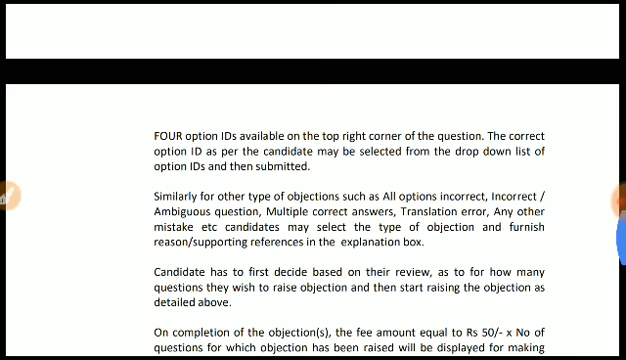 FOUR option IDs available on the top right corner of the question. The correct
option ID as per the candidate may be selected from the drop down list of
option IDs and then submitted.
Similarly for other type of objections such as All options incorrect, Incorrect /
Ambiguous question, Multiple correct answers, Translation error, Any other
mistake etc candidates may select the type of objection and furnish
reason/supporting references in the explanation box.
Candidate has to first decide based on their review, as to for how many
questions they wish to raise objection and then start raising the objection as
detailed above.
On completion of the objection(s), the fee amount equal to Rs 50/- x No of
questions for which objection has been raised will be displayed for making